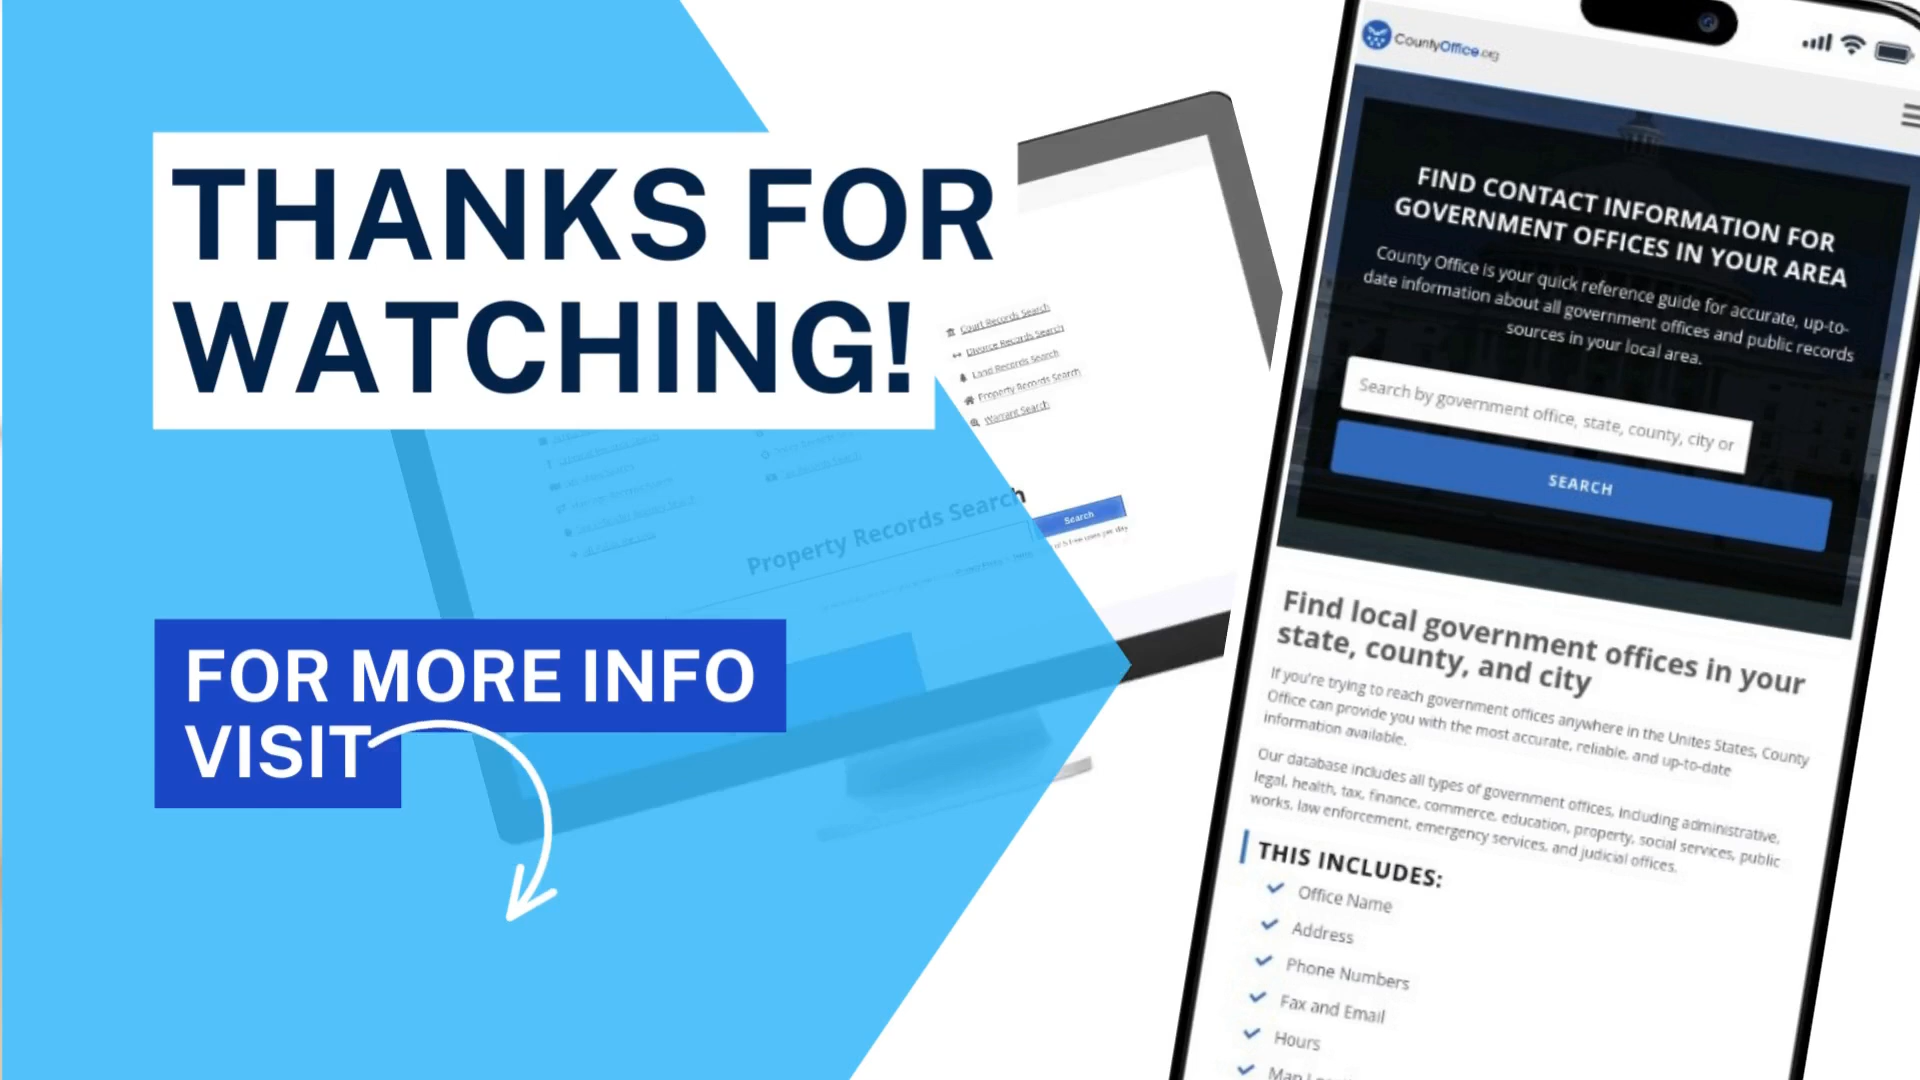 THANKS FOR
WATCHING!
FOR MORE INFO
VISIT
Court Records Search
Divorce Records Search
Land Records Search
Property Records Search
Warrant Search
Property Records Search
Search
CountyOffice.org
FIND CONTACT INFORMATION FOR
GOVERNMENT OFFICES IN YOUR AREA
County Office is your quick reference guide for accurate, up-to-
date information about all government offices and public records
sources in your local area.
Search by government office, state, county, city or
SEARCH
Find local government offices in your
state, county, and city
If you're trying to reach government offices anywhere in the Unites States, County
Office can provide you with the most accurate, reliable, and up-to-date
information available.
Our database includes all types of government offices, including administrative,
legal, health, tax, finance, commerce, education, property, social services, public
works, law enforcement, emergency services, and judicial offices.
THIS INCLUDES:
Office Name
Address
Phone Numbers
Fax and Email
Hours